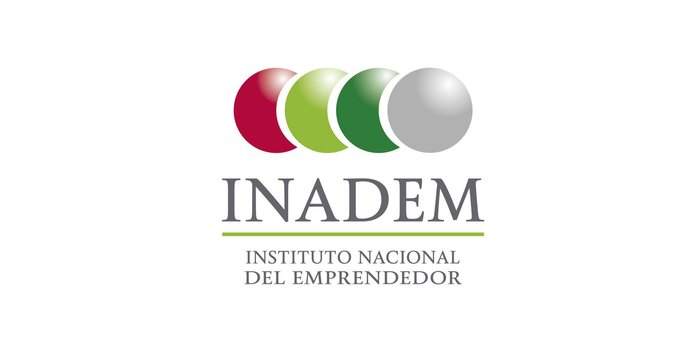 INADEM
INSTITUTO NACIONAL
DEL EMPRENDEDOR